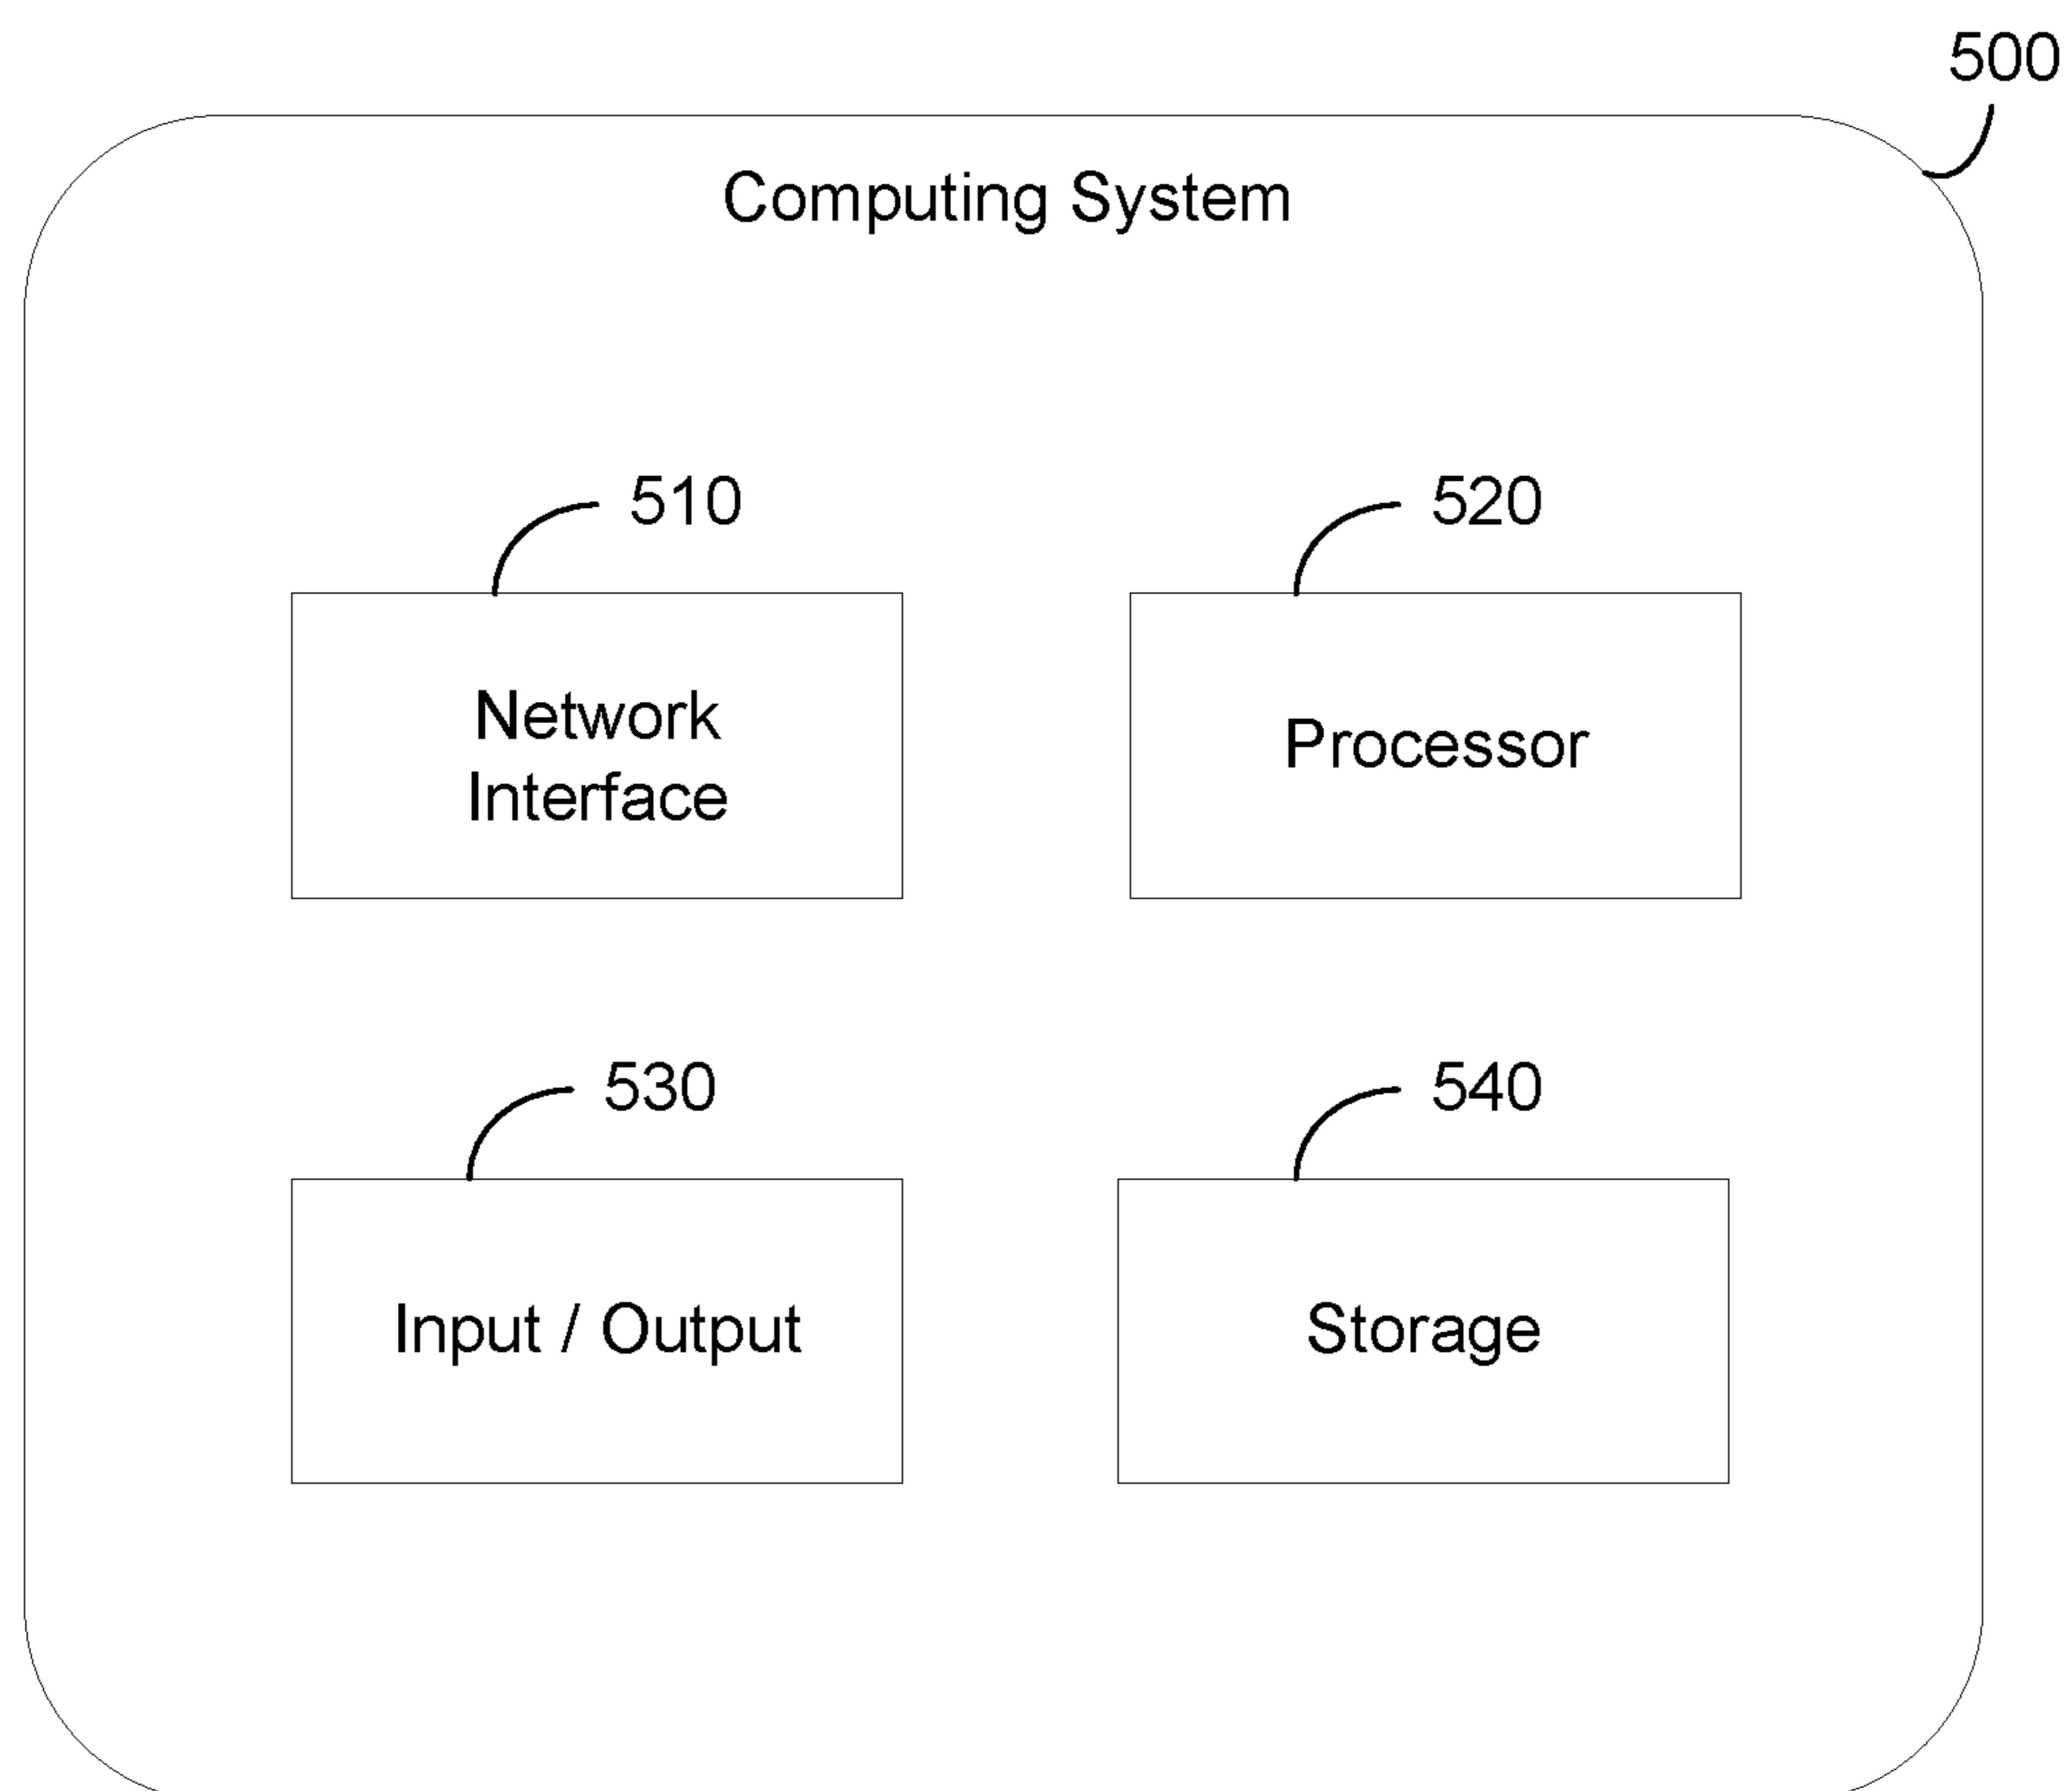 500
Computing System
510
520
Network
Interface
Processor
530
540
Input / Output
Storage